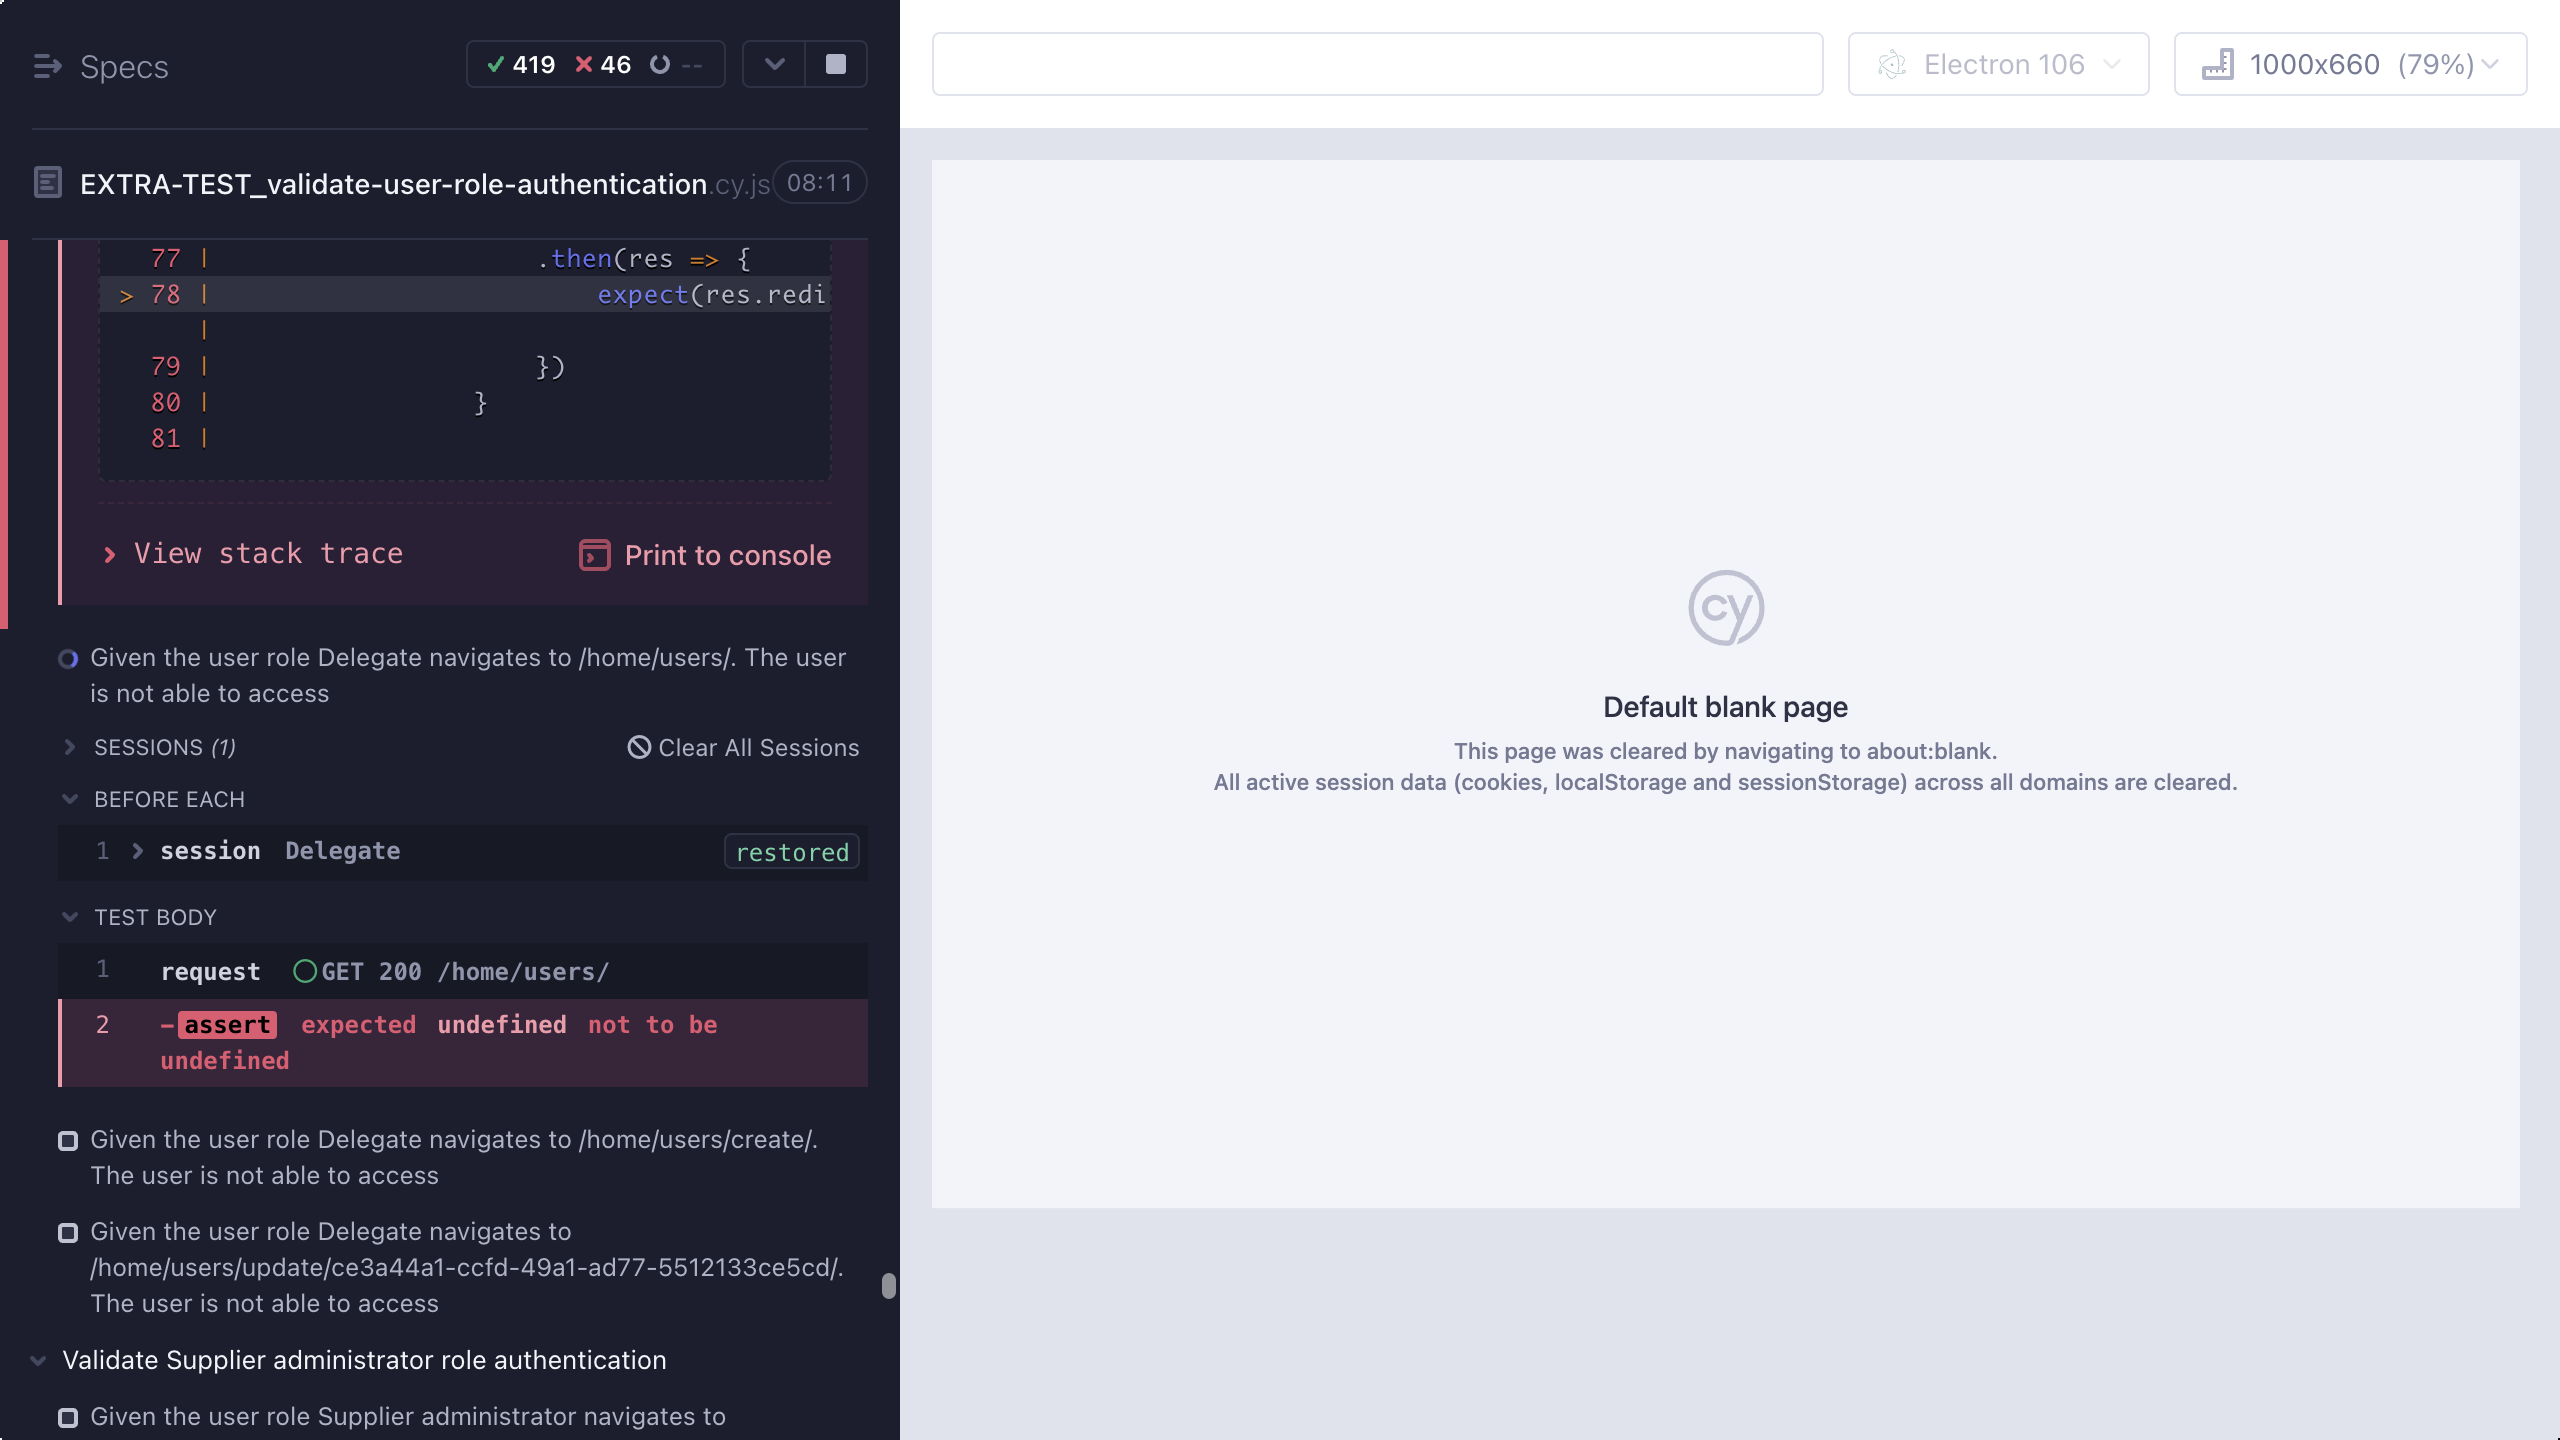 Specs
419 46 --
EXTRA-TEST_validate-user-role-authentication.cy.js 08:11
77 | .then(res => {
> 78 | expect(res.redi
|
79 | })
80 | }
81 |
View stack trace
Print to console
Given the user role Delegate navigates to /home/users/. The user
is not able to access
SESSIONS (1)
Clear All Sessions
BEFORE EACH
1 session Delegate restored
TEST BODY
1 request GET 200 /home/users/
2 -assert expected undefined not to be
undefined
Given the user role Delegate navigates to /home/users/create/.
The user is not able to access
Given the user role Delegate navigates to
/home/users/update/ce3a44a1-ccfd-49a1-ad77-5512133ce5cd/.
The user is not able to access
Validate Supplier administrator role authentication
Given the user role Supplier administrator navigates to
Electron 106
1000x660 (79%)
cy
Default blank page
This page was cleared by navigating to about:blank.
All active session data (cookies, localStorage and sessionStorage) across all domains are cleared.